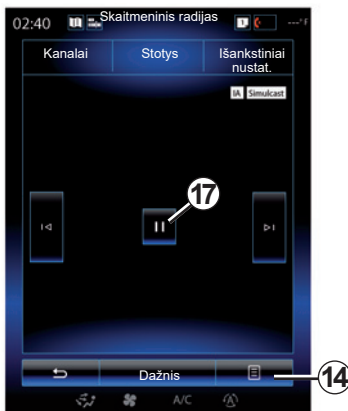 02:40 Skaitmeninis radijas ---°F
Kanalai Stotys Išankstiniai
nustat.
IA Simulcast
17
Dažnis
14
A/C